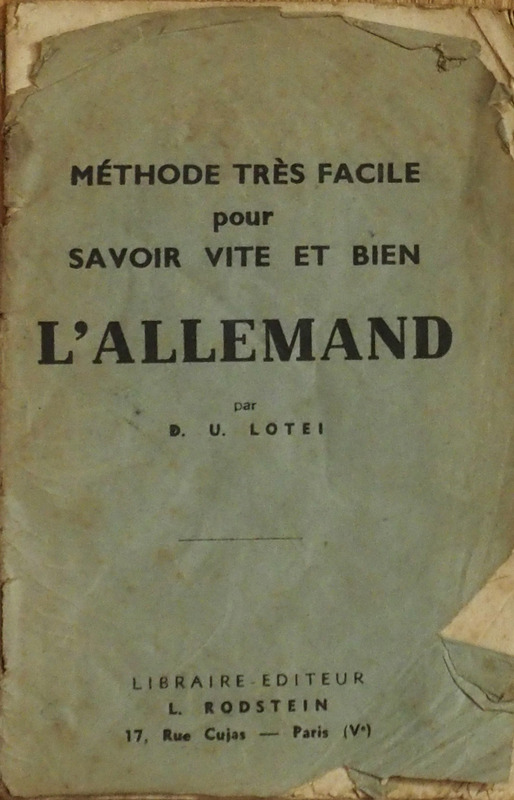 MÉTHODE TRÈS FACILE
pour
SAVOIR VITE ET BIEN
L'ALLEMAND
par
D. U. LOTEI
LIBRAIRE-EDITEUR
L. RODSTEIN
17, Rue Cujas — Paris (Vᵉ)